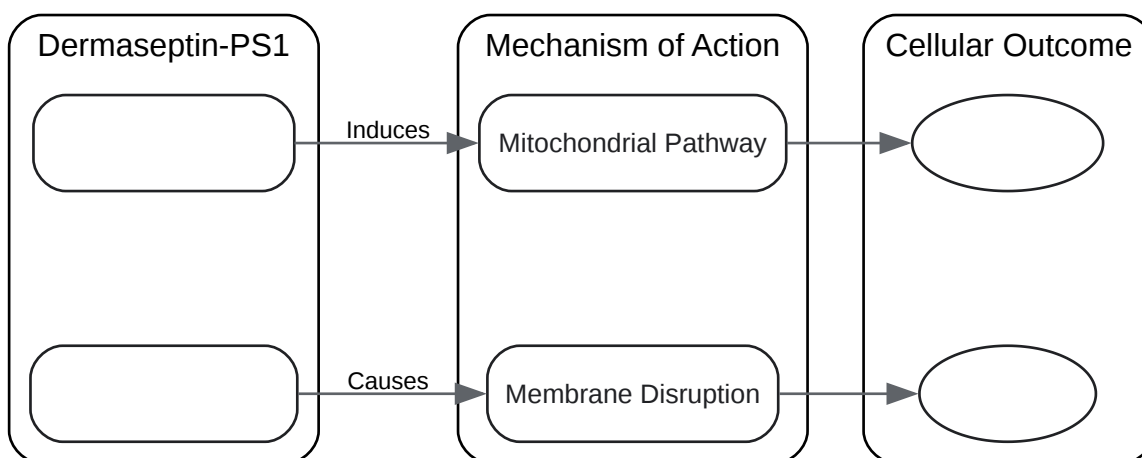 Dermaseptin-PS1
Mechanism of Action
Cellular Outcome
Induces
Mitochondrial Pathway
Causes
Membrane Disruption